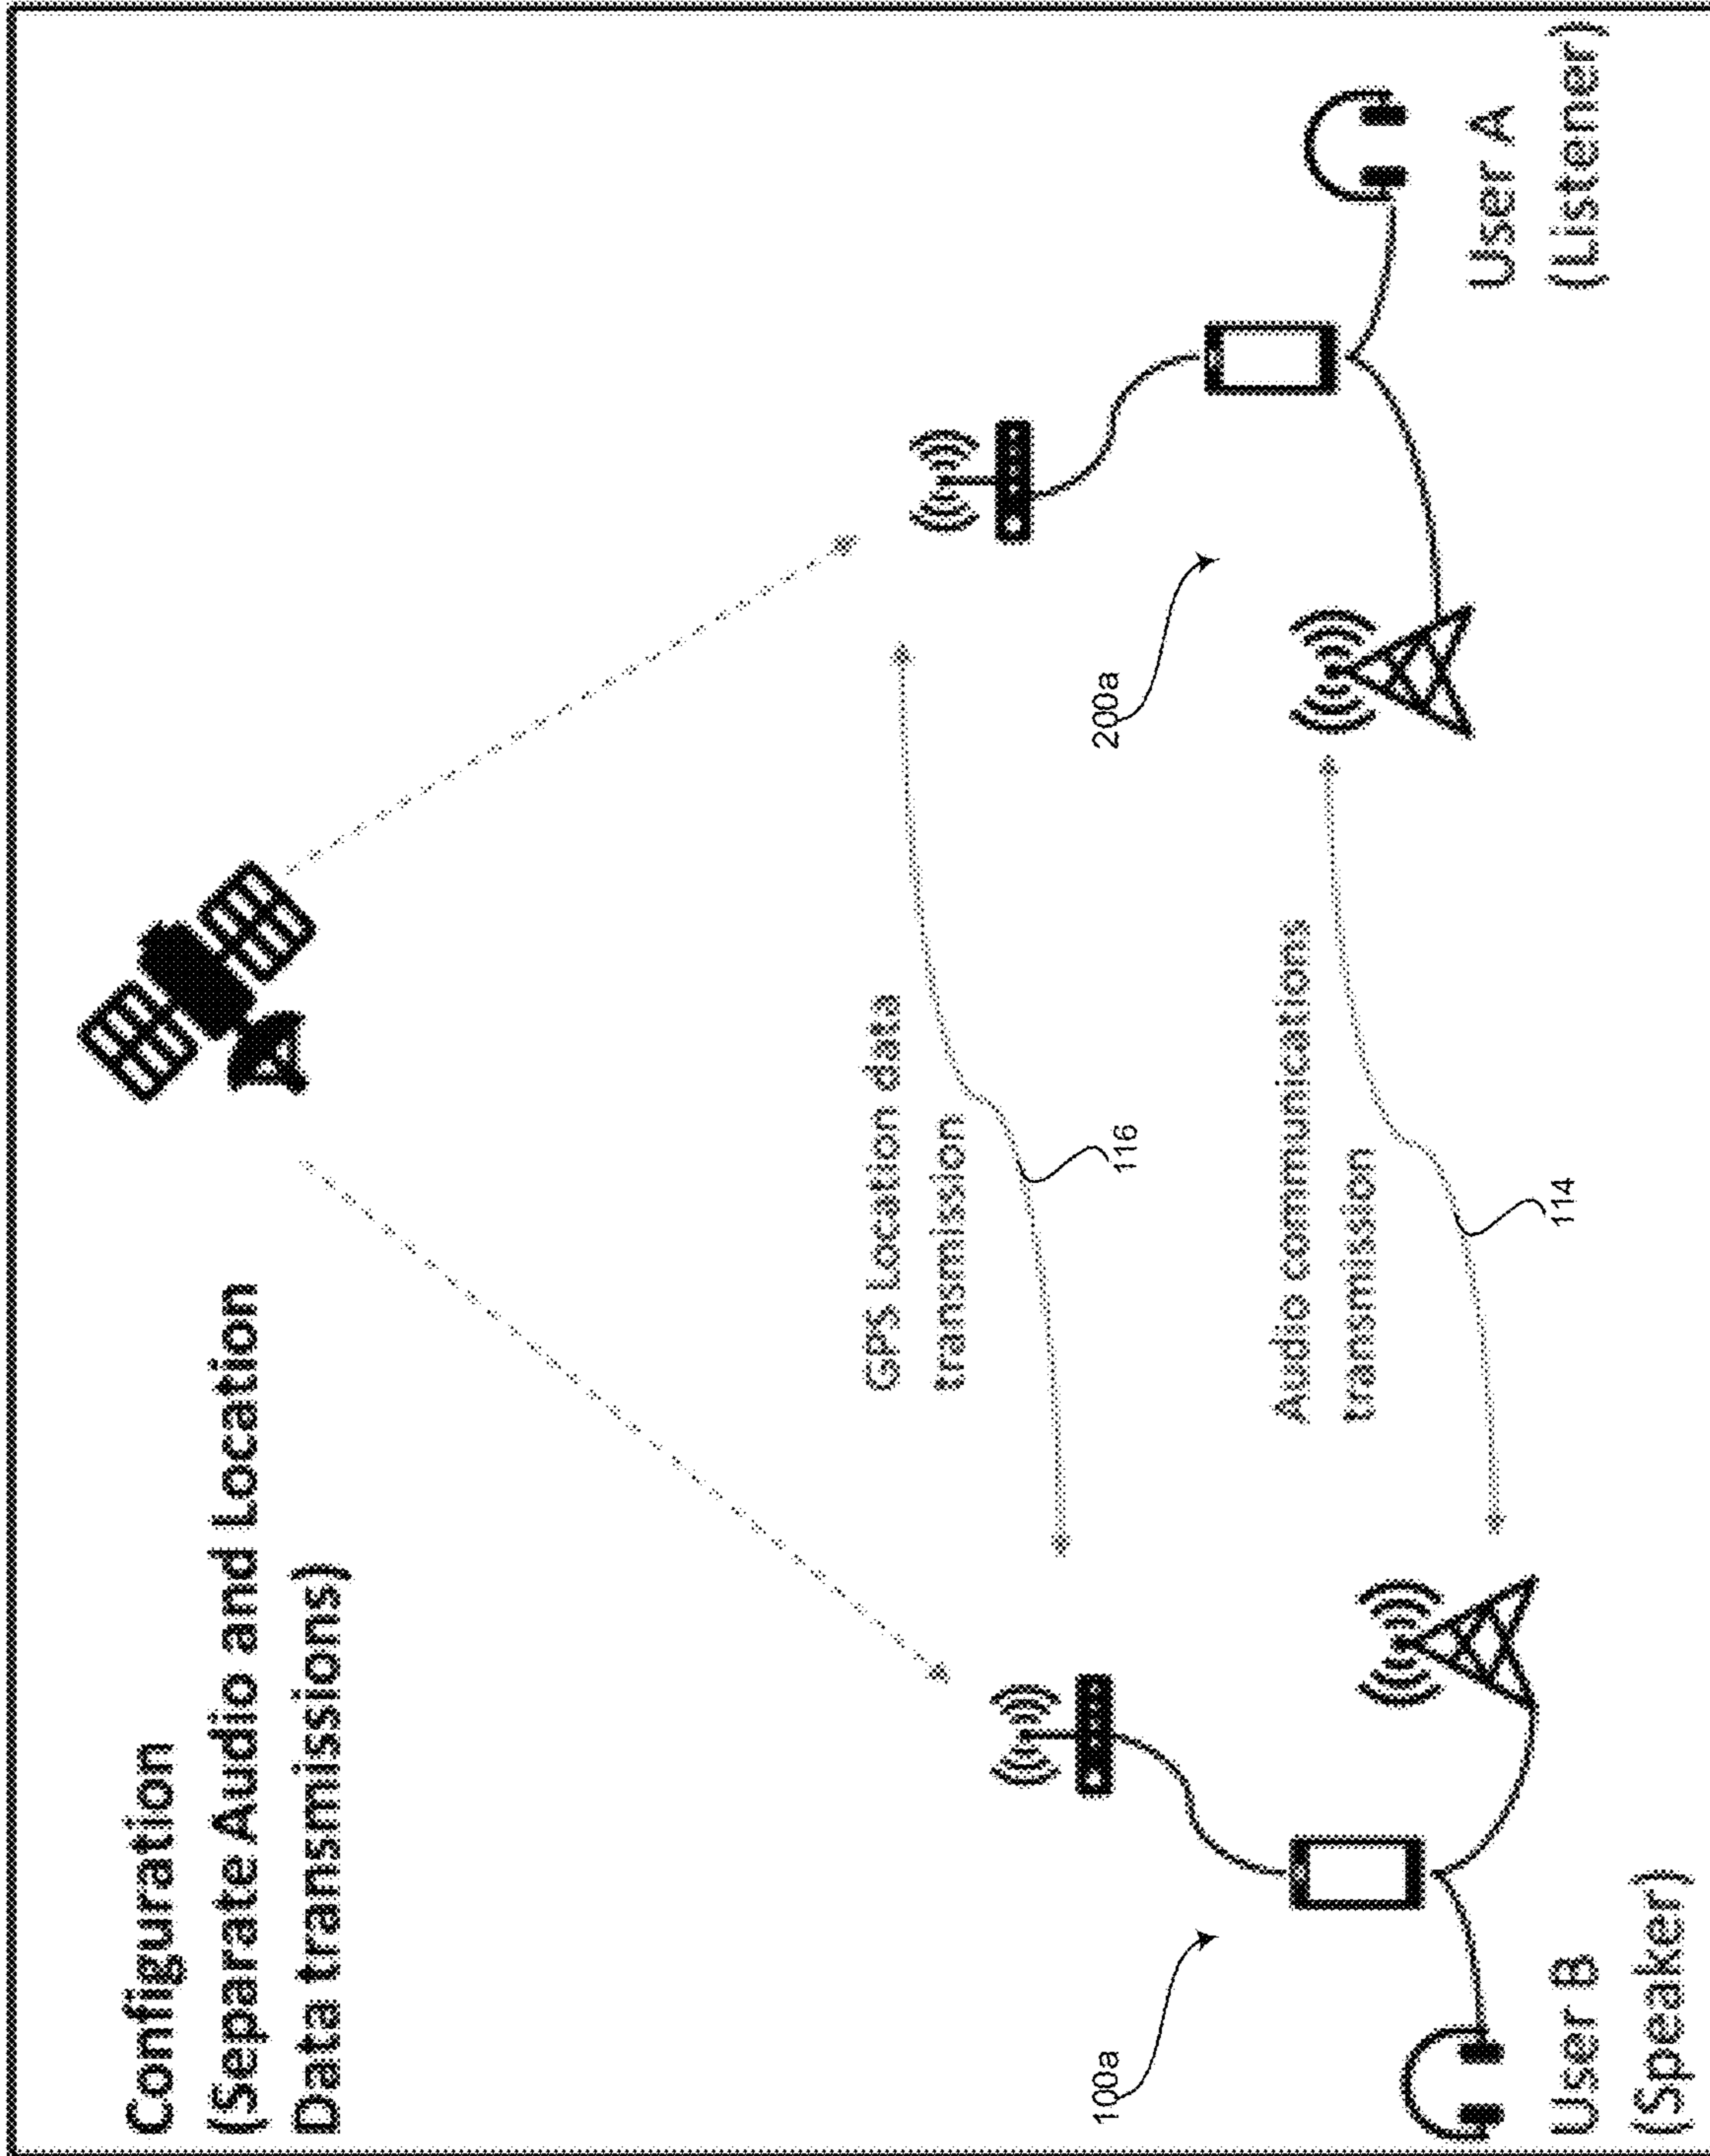 Configuration
(Separate Audio and Location
Data transmissions)
GPS Location data
transmission
116
Audio communications
transmission
114
100a
200a
User B
(Speaker)
User A
(Listener)